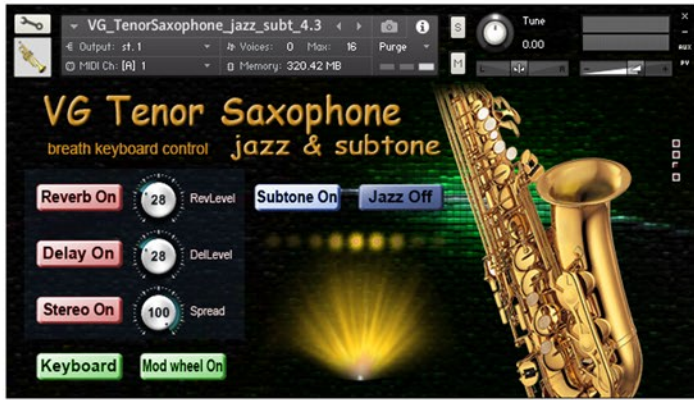 VG_TenorSaxophone_jazz_subt_4.3
Output: st.1 Voices: 0 Max: 16 Purge
MIDI Ch: [A] 1 Memory: 320.42 MB
S
M
Tune
0.00
L R
AUX
PV
VG Tenor Saxophone
breath keyboard control jazz & subtone
Reverb On 28 RevLevel Subtone On Jazz Off
Delay On 28 DelLevel
Stereo On 100 Spread
Keyboard Mod wheel On